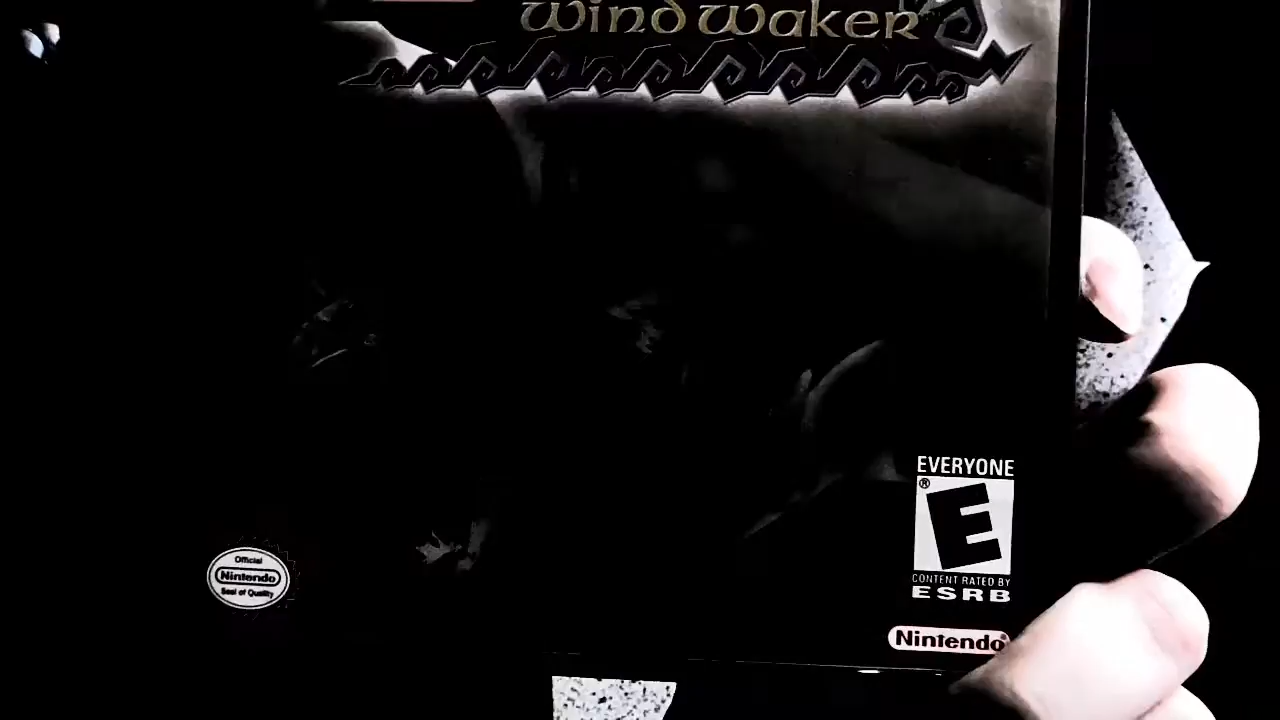 Wind Waker
EVERYONE
E
®
CONTENT RATED BY
ESRB
Official
Nintendo
Seal of Quality
Nintendo®